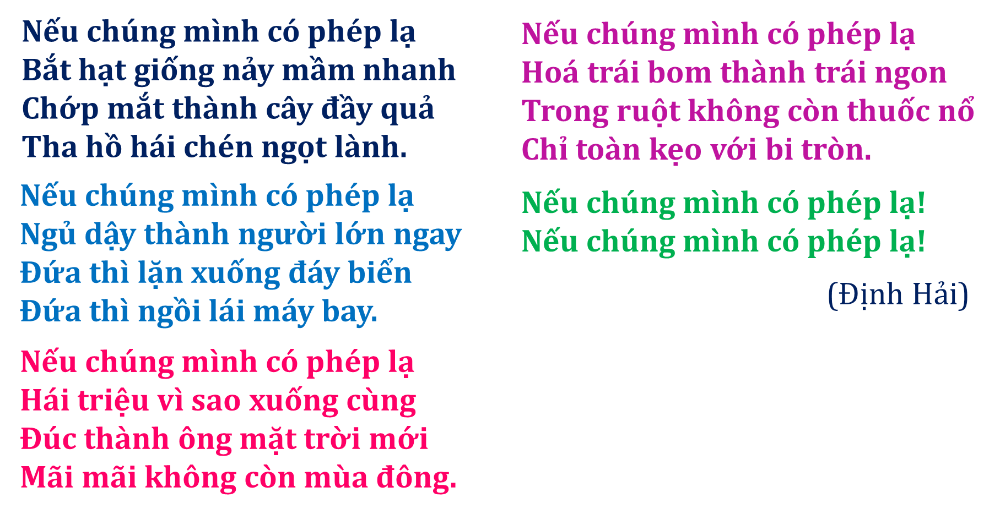 Nếu chúng mình có phép lạ
Bắt hạt giống nảy mầm nhanh
Chớp mắt thành cây đầy quả
Tha hồ hái chén ngọt lành.
Nếu chúng mình có phép lạ
Ngủ dậy thành người lớn ngay
Đứa thì lặn xuống đáy biển
Đứa thì ngồi lái máy bay.
Nếu chúng mình có phép lạ
Hái triệu vì sao xuống cùng
Đúc thành ông mặt trời mới
Mãi mãi không còn mùa đông.
Nếu chúng mình có phép lạ
Hoá trái bom thành trái ngon
Trong ruột không còn thuốc nổ
Chỉ toàn kẹo với bi tròn.
Nếu chúng mình có phép lạ!
Nếu chúng mình có phép lạ!
(Định Hải)